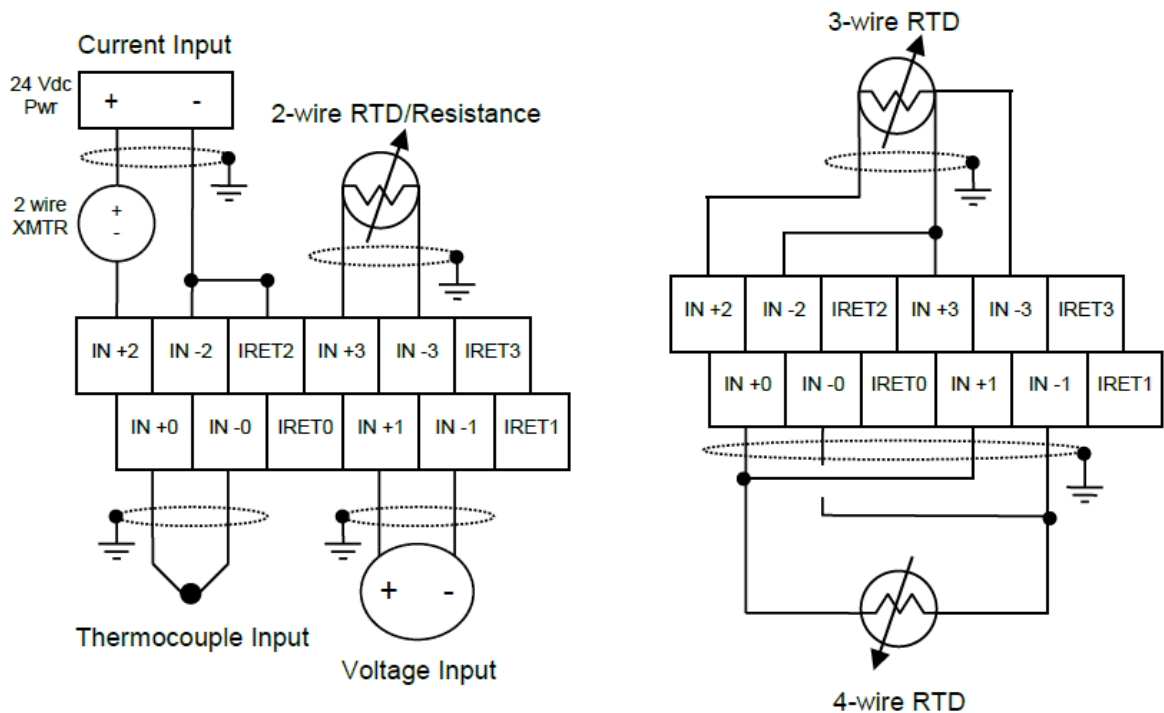 Current Input
24 Vdc
Pwr
+ -
2-wire RTD/Resistance
2 wire
XMTR
+
-
IN +2 IN -2 IRET2 IN +3 IN -3 IRET3
IN +0 IN -0 IRET0 IN +1 IN -1 IRET1
+ -
Thermocouple Input
Voltage Input
3-wire RTD
IN +2 IN -2 IRET2 IN +3 IN -3 IRET3
IN +0 IN -0 IRET0 IN +1 IN -1 IRET1
4-wire RTD